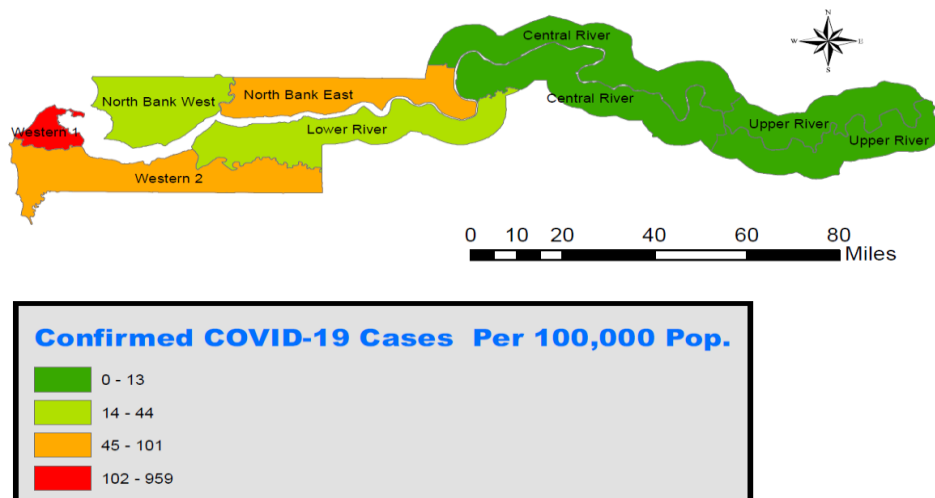 N
W
E
S
Central River
North Bank West
North Bank East
Central River
Western 1
Lower River
Upper River
Upper River
Western 2
0 10 20 40 60 80
Miles
Confirmed COVID-19 Cases Per 100,000 Pop.
0 - 13
14 - 44
45 - 101
102 - 959